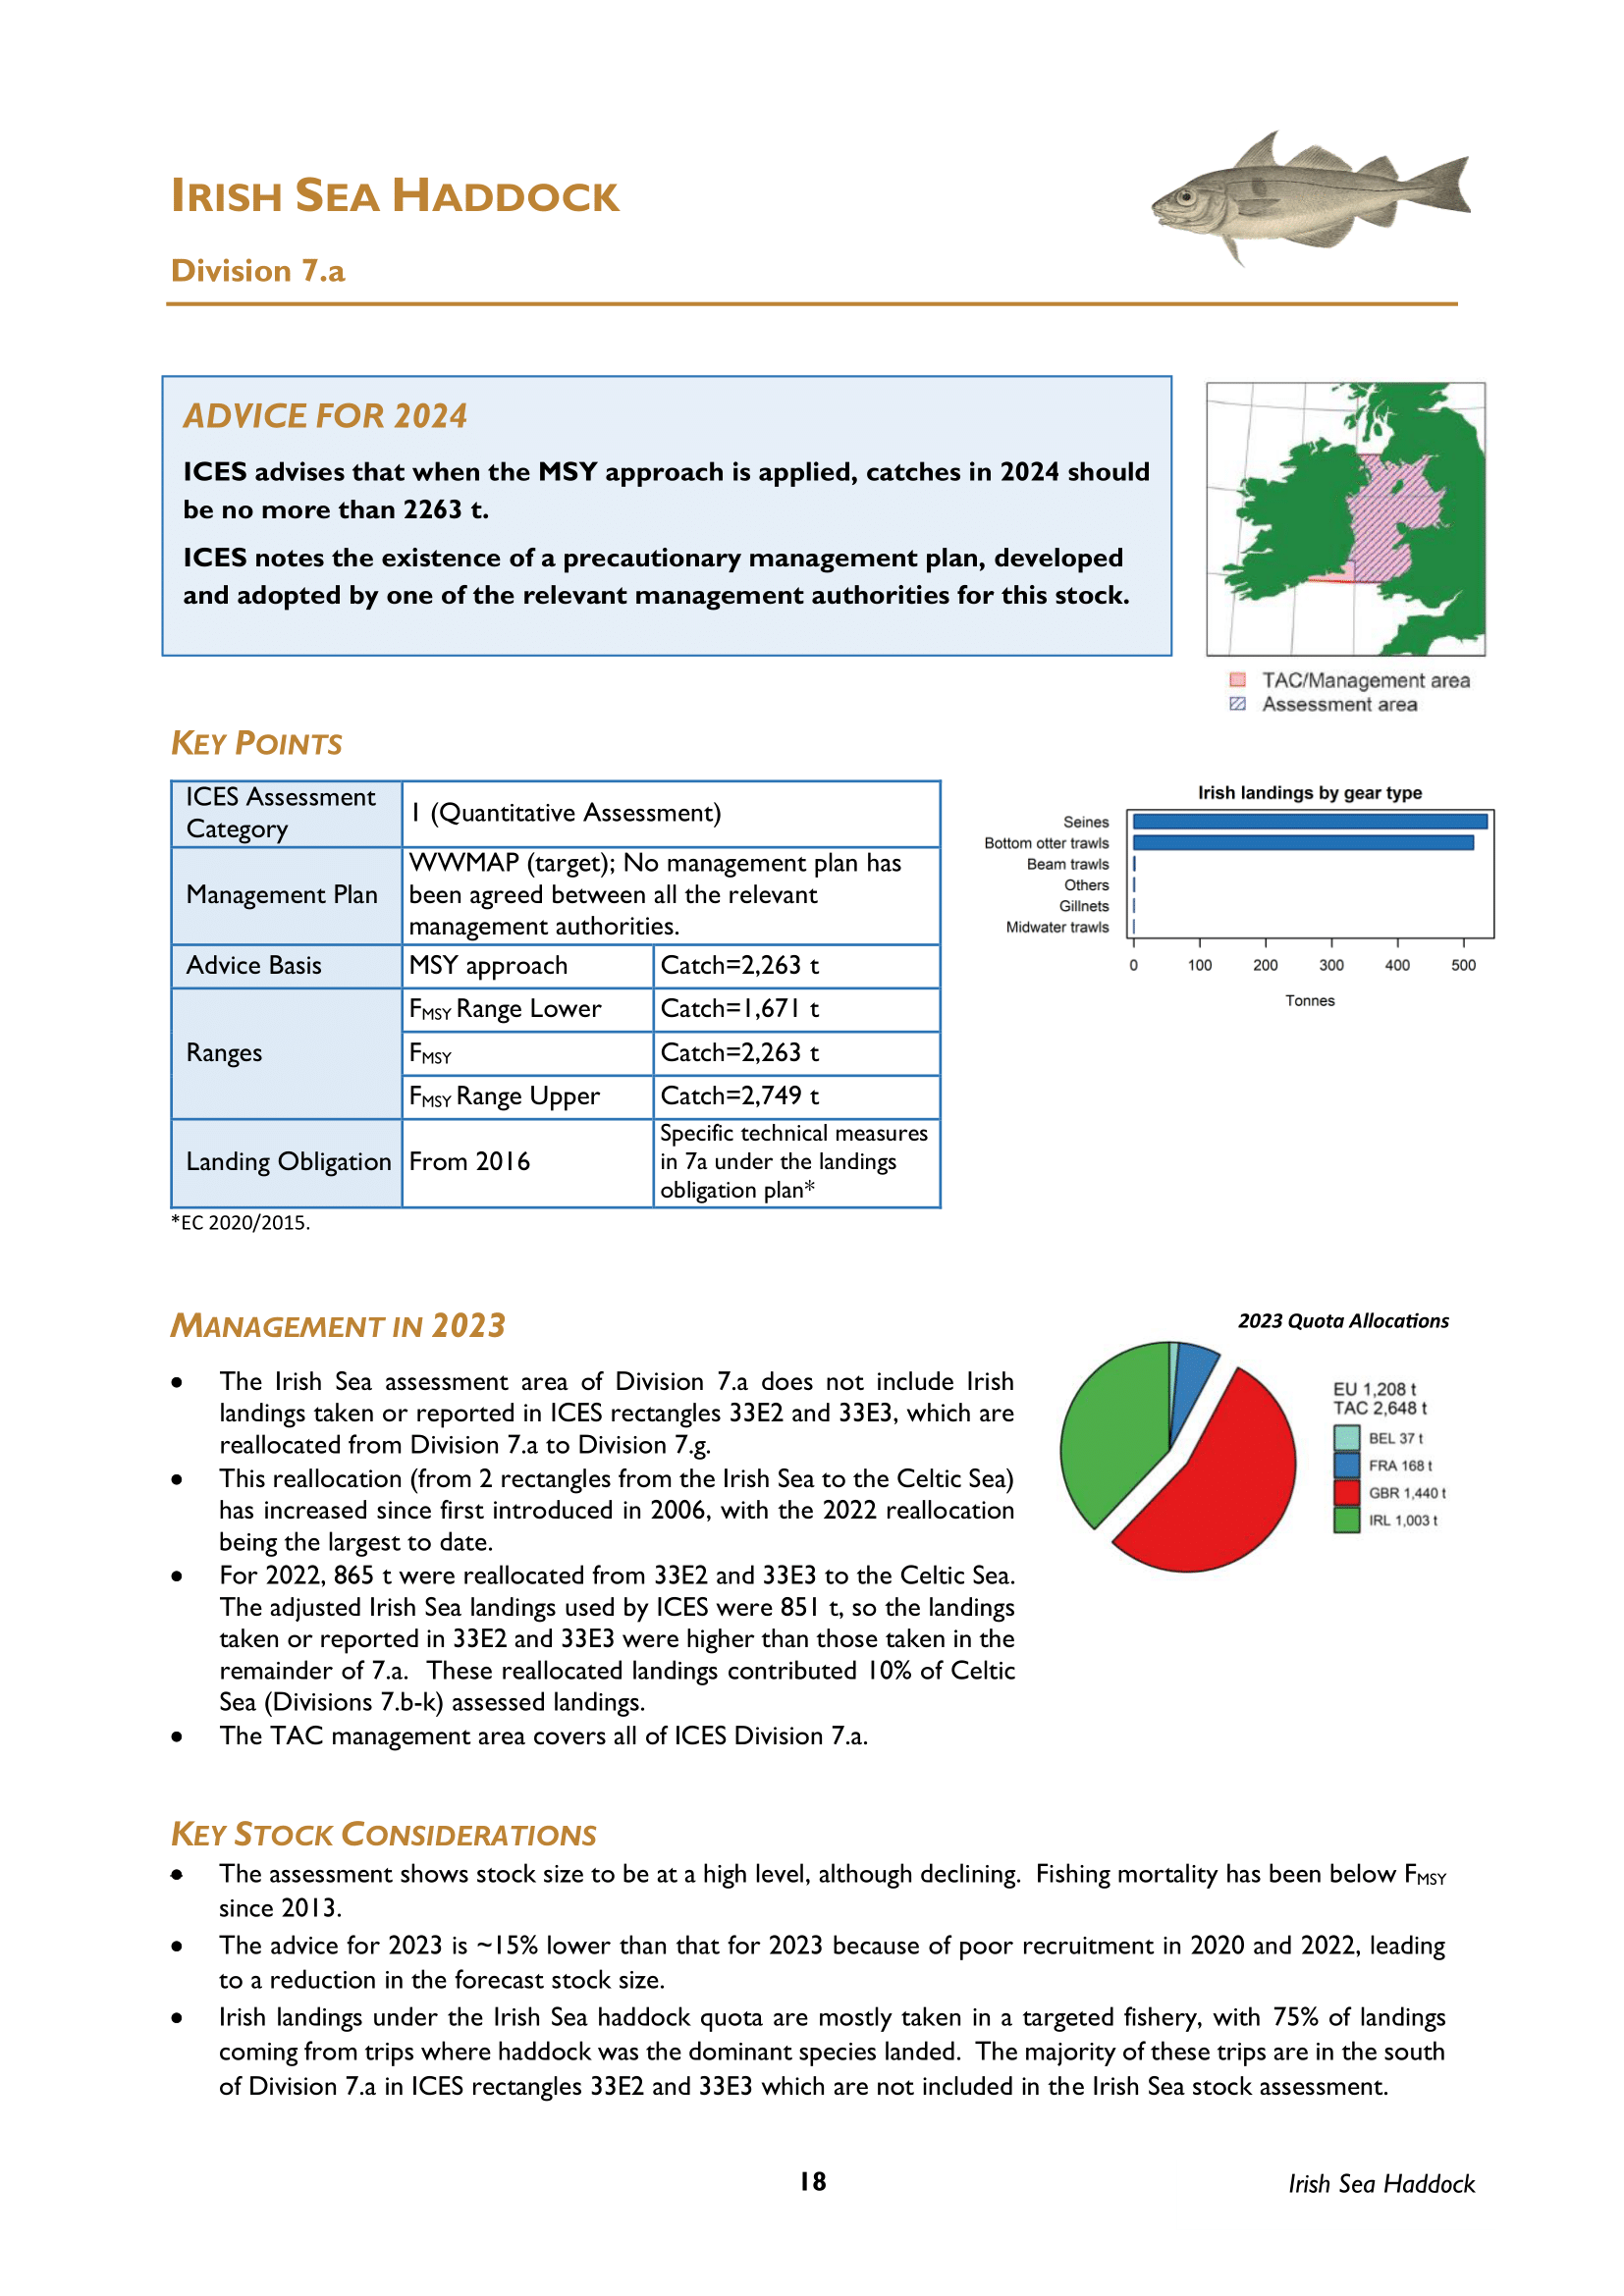 IRISH SEA HADDOCK
Division 7.a
ADVICE FOR 2024
ICES advises that when the MSY approach is applied, catches in 2024 should
be no more than 2263 t.
ICES notes the existence of a precautionary management plan, developed
and adopted by one of the relevant management authorities for this stock.
TAC/Management area
Assessment area
KEY POINTS
ICES Assessment
Category
1 (Quantitative Assessment)
Management Plan
WWMAP (target); No management plan has
been agreed between all the relevant
management authorities.
Advice Basis
MSY approach
Catch=2,263 t
Ranges
FMSY Range Lower
Catch=1,671 t
FMSY
Catch=2,263 t
FMSY Range Upper
Catch=2,749 t
Landing Obligation
From 2016
Specific technical measures
in 7a under the landings
obligation plan*
*EC 2020/2015.
Irish landings by gear type
Seines
Bottom otter trawls
Beam trawls
Others
Gillnets
Midwater trawls
0 100 200 300 400 500
Tonnes
MANAGEMENT IN 2023
• The Irish Sea assessment area of Division 7.a does not include Irish
landings taken or reported in ICES rectangles 33E2 and 33E3, which are
reallocated from Division 7.a to Division 7.g.
• This reallocation (from 2 rectangles from the Irish Sea to the Celtic Sea)
has increased since first introduced in 2006, with the 2022 reallocation
being the largest to date.
• For 2022, 865 t were reallocated from 33E2 and 33E3 to the Celtic Sea.
The adjusted Irish Sea landings used by ICES were 851 t, so the landings
taken or reported in 33E2 and 33E3 were higher than those taken in the
remainder of 7.a. These reallocated landings contributed 10% of Celtic
Sea (Divisions 7.b-k) assessed landings.
• The TAC management area covers all of ICES Division 7.a.
2023 Quota Allocations
EU 1,208 t
TAC 2,648 t
BEL 37 t
FRA 168 t
GBR 1,440 t
IRL 1,003 t
KEY STOCK CONSIDERATIONS
• The assessment shows stock size to be at a high level, although declining. Fishing mortality has been below FMSY
since 2013.
• The advice for 2023 is ~15% lower than that for 2023 because of poor recruitment in 2020 and 2022, leading
to a reduction in the forecast stock size.
• Irish landings under the Irish Sea haddock quota are mostly taken in a targeted fishery, with 75% of landings
coming from trips where haddock was the dominant species landed. The majority of these trips are in the south
of Division 7.a in ICES rectangles 33E2 and 33E3 which are not included in the Irish Sea stock assessment.
18
Irish Sea Haddock